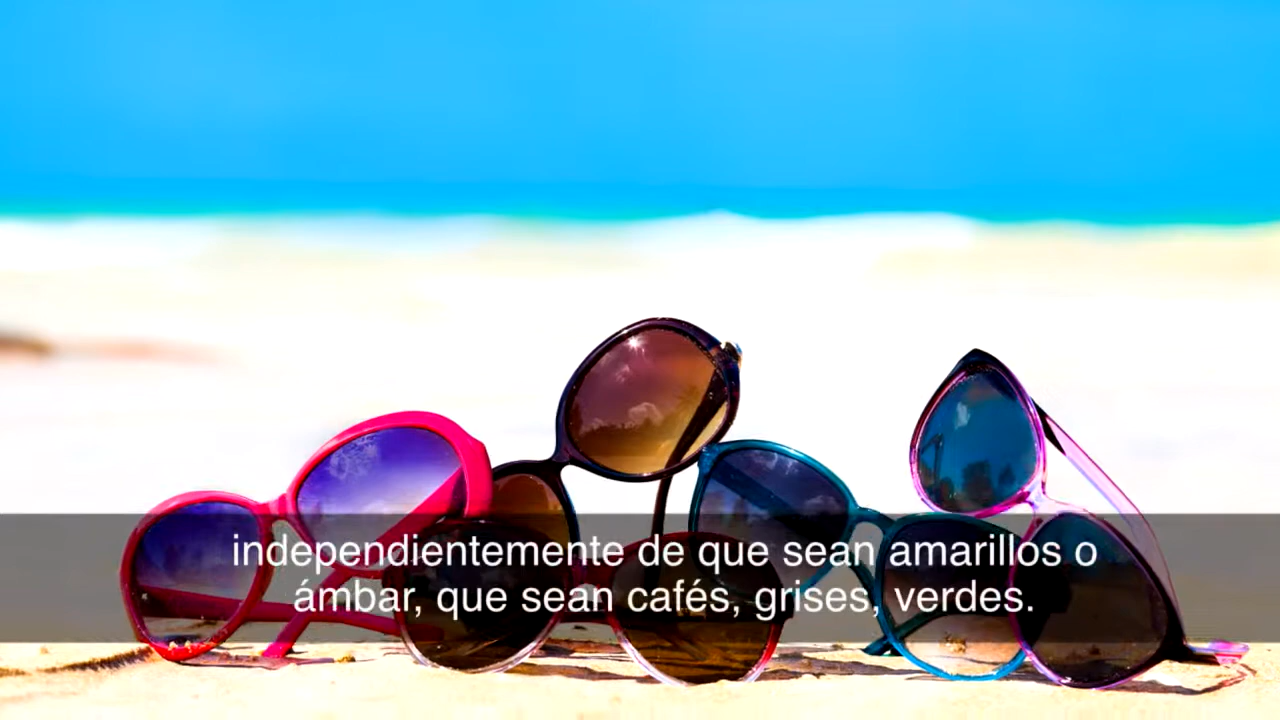 independientemente de que sean amarillos o
ámbar, que sean cafés, grises, verdes.